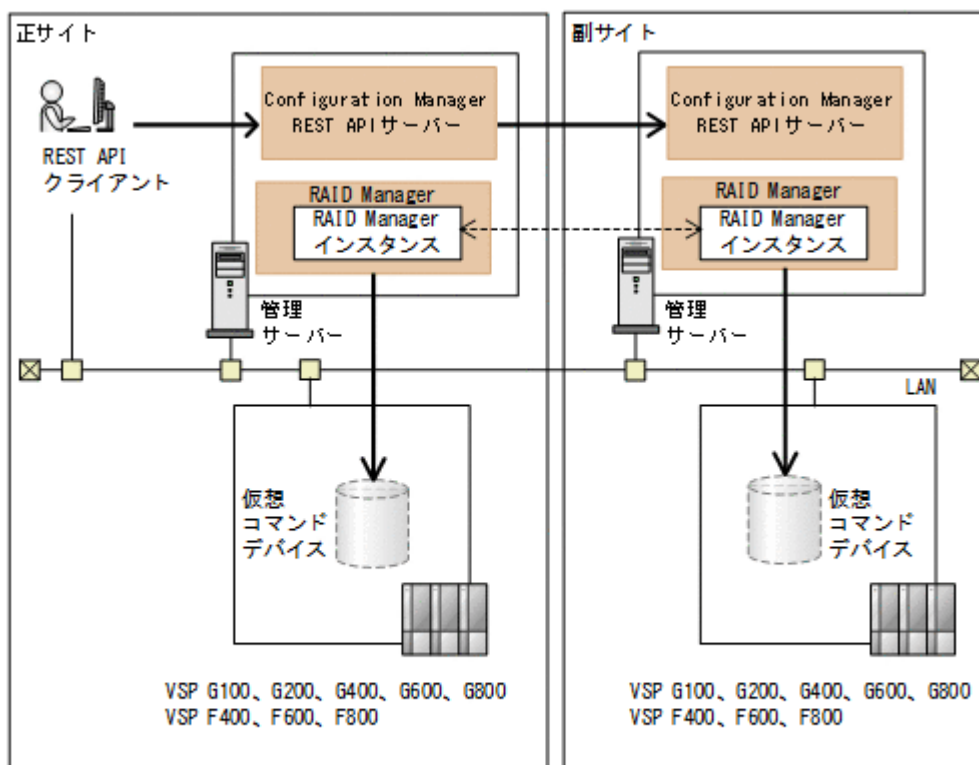 正サイト
Configuration Manager
REST APIサーバー
REST API
クライアント
RAID Manager
RAID Manager
インスタンス
管理
サーバー
仮想
コマンド
デバイス
VSP G100、G200、G400、G600、G800
VSP F400、F600、F800
副サイト
Configuration Manager
REST APIサーバー
RAID Manager
RAID Manager
インスタンス
管理
サーバー
LAN
仮想
コマンド
デバイス
VSP G100、G200、G400、G600、G800
VSP F400、F600、F800